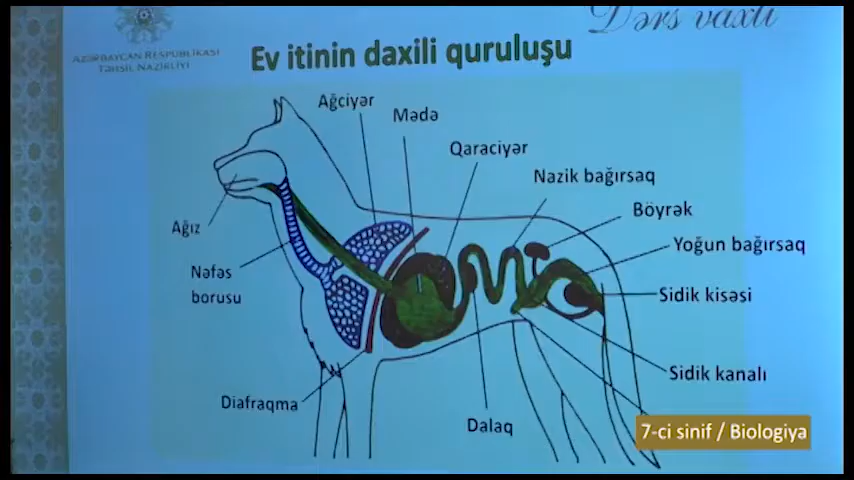 Dərs vaxtı
AZƏRBAYCAN RESPUBLİKASI
TƏHSİL NAZİRLİYİ
Ev itinin daxili quruluşu
Ağciyər
Mədə
Qaraciyər
Nazik bağırsaq
Böyrək
Ağız
Yoğun bağırsaq
Nəfəs
borusu
Sidik kisəsi
Sidik kanalı
Diafraqma
Dalaq
7-ci sinif / Biologiya